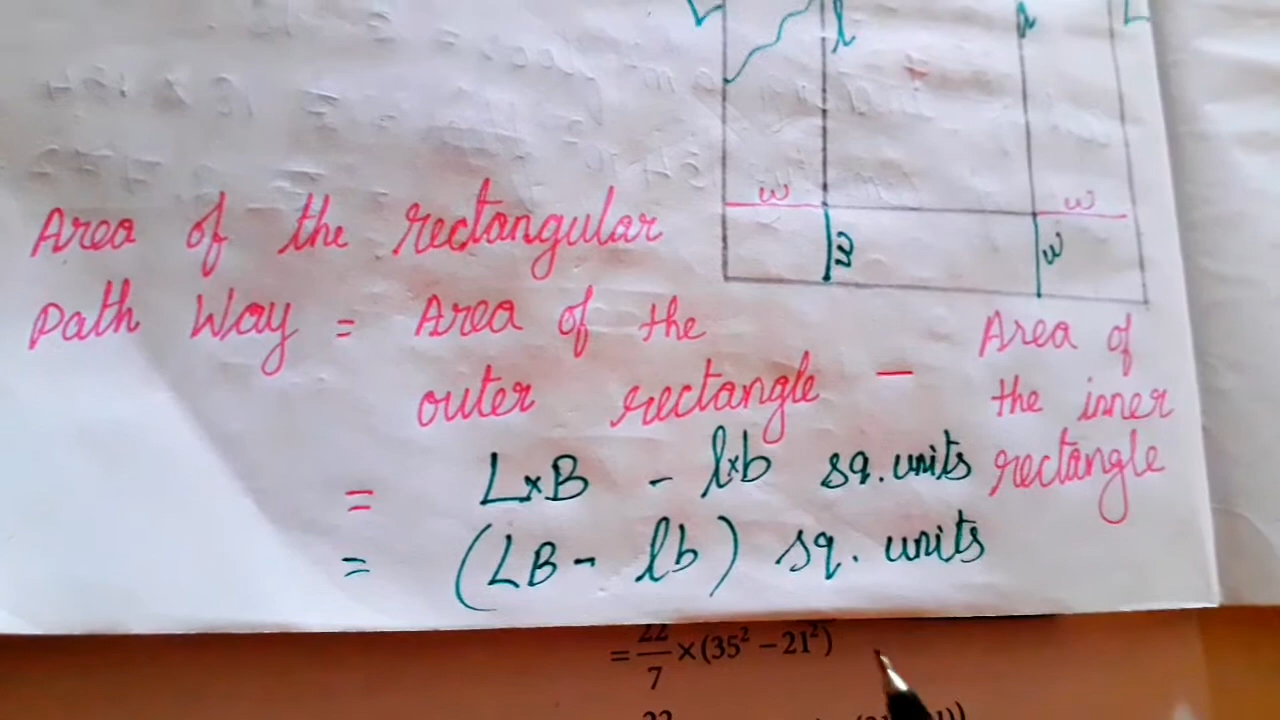 l
w
w
w
w
Area of the rectangular
Path Way = Area of the
outer rectangle - Area of
the inner
rectangle
= L×B - l×b sq. units
= (LB - lb) sq. units
= 22/7 × (35² – 21²)